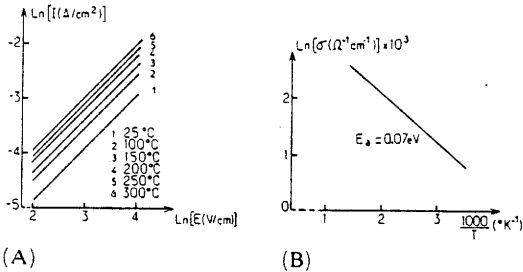 Ln[I(A/cm²)]
-2
-3
-4
-5
6
5
4
3
2
1
1 25°C
2 100°C
3 150°C
4 200°C
5 250°C
6 300°C
2
3
4
Ln[E(V/cm)]
(A)
Ln[σ(Ω⁻¹cm⁻¹)]×10³
2
1
0
Ea=0.07eV
0
1
2
3
1000/T (°K⁻¹)
(B)